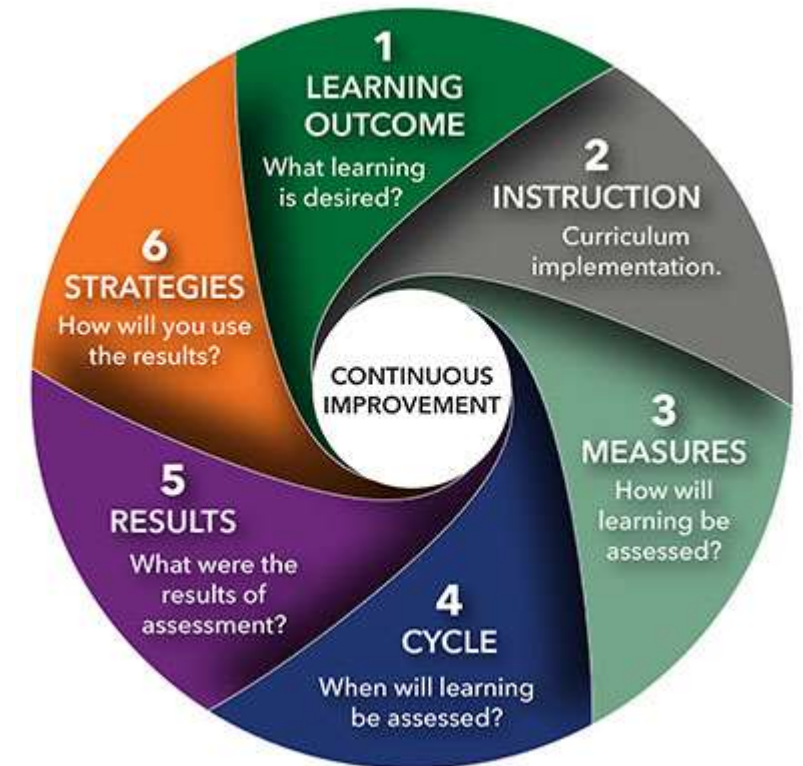 1
LEARNING
OUTCOME
What learning
is desired?
2
INSTRUCTION
Curriculum
implementation.
3
MEASURES
How will
learning be
assessed?
4
CYCLE
When will learning
be assessed?
5
RESULTS
What were the
results of
assessment?
6
STRATEGIES
How will you use
the results?
CONTINUOUS
IMPROVEMENT